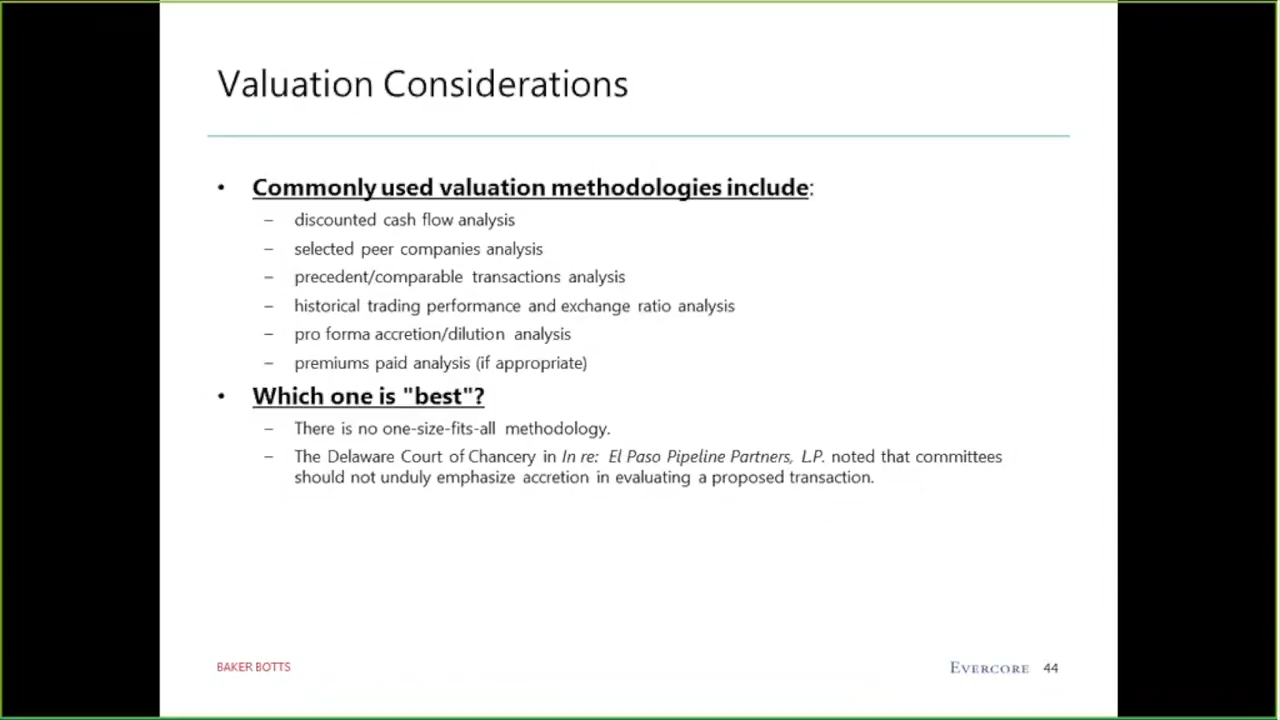 Valuation Considerations
• Commonly used valuation methodologies include:
– discounted cash flow analysis
– selected peer companies analysis
– precedent/comparable transactions analysis
– historical trading performance and exchange ratio analysis
– pro forma accretion/dilution analysis
– premiums paid analysis (if appropriate)
• Which one is "best"?
– There is no one-size-fits-all methodology.
– The Delaware Court of Chancery in In re: El Paso Pipeline Partners, L.P. noted that committees
should not unduly emphasize accretion in evaluating a proposed transaction.
BAKER BOTTS
EVERCORE 44